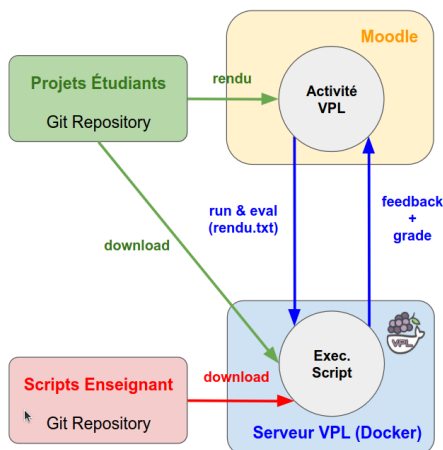 Moodle
Projets Étudiants
Git Repository
rendu
Activité
VPL
run & eval
(rendu.txt)
feedback
+
grade
download
VPL
Scripts Enseignant
Git Repository
download
Exec.
Script
Serveur VPL (Docker)